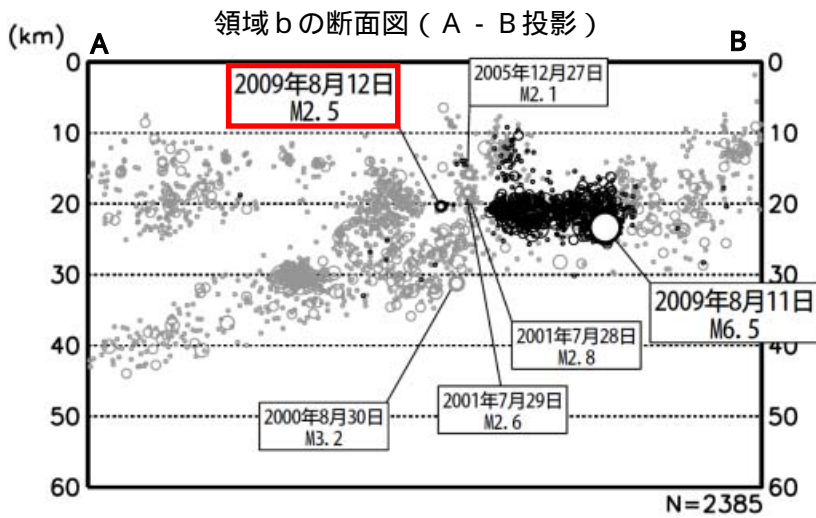 領域ｂの断面図（Ａ‐Ｂ投影）
(km)
A
B
0
10
20
30
40
50
60
2009年8月12日
M2.5
2005年12月27日
M2.1
2009年8月11日
M6.5
2001年7月28日
M2.8
2001年7月29日
M2.6
2000年8月30日
M3.2
0
10
20
30
40
50
60
N=2385